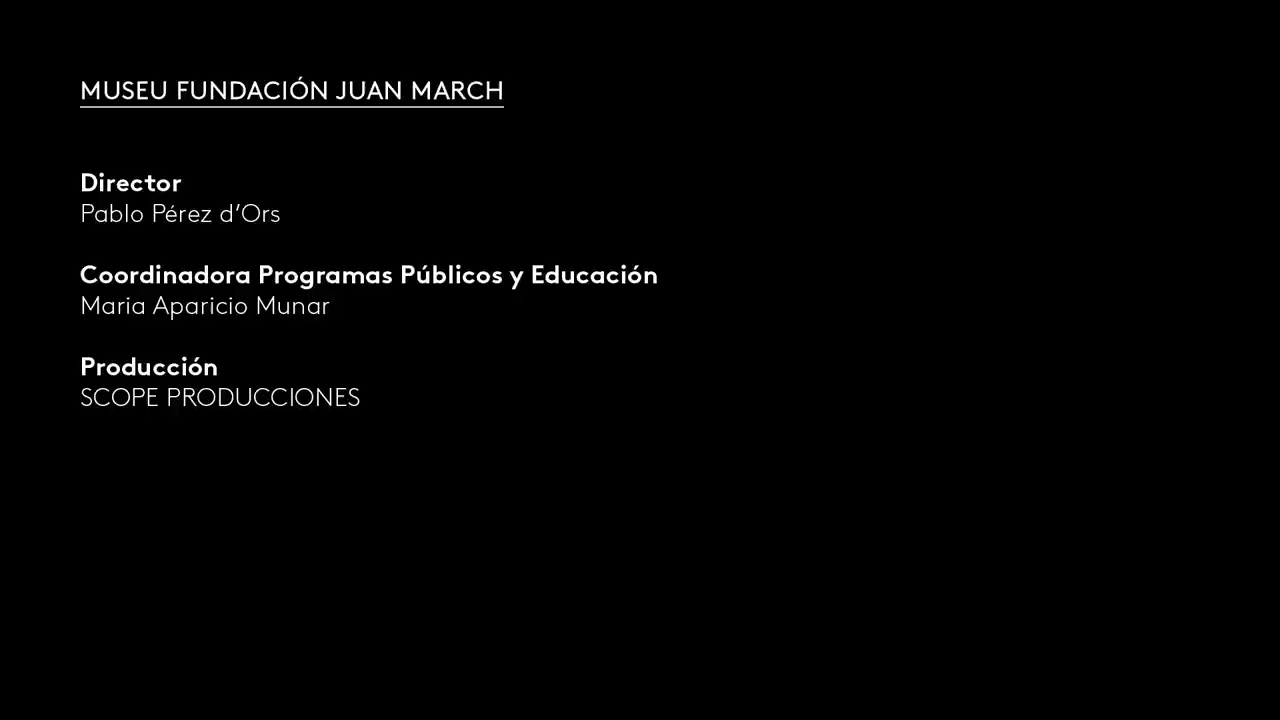 MUSEU FUNDACIÓN JUAN MARCH
Director
Pablo Pérez d’Ors
Coordinadora Programas Públicos y Educación
Maria Aparicio Munar
Producción
SCOPE PRODUCCIONES